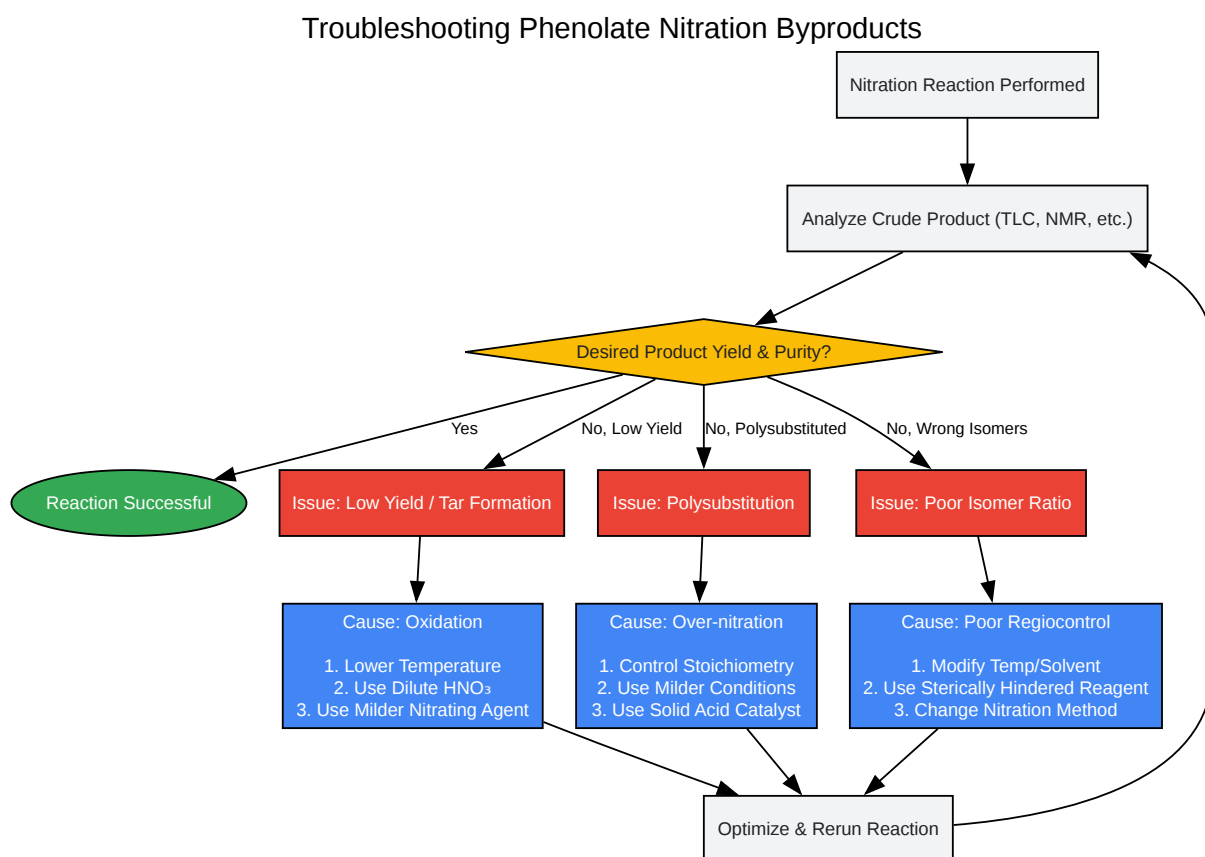 Troubleshooting Phenolate Nitration Byproducts
Nitration Reaction Performed
Analyze Crude Product (TLC, NMR, etc.)
Desired Product Yield & Purity?
Yes
No, Low Yield
No, Polysubstituted
No, Wrong Isomers
Reaction Successful
Issue: Low Yield / Tar Formation
Issue: Polysubstitution
Issue: Poor Isomer Ratio
Cause: Oxidation
1. Lower Temperature
2. Use Dilute HNO₃
3. Use Milder Nitrating Agent
Cause: Over-nitration
1. Control Stoichiometry
2. Use Milder Conditions
3. Use Solid Acid Catalyst
Cause: Poor Regiocontrol
1. Modify Temp/Solvent
2. Use Sterically Hindered Reagent
3. Change Nitration Method
Optimize & Rerun Reaction